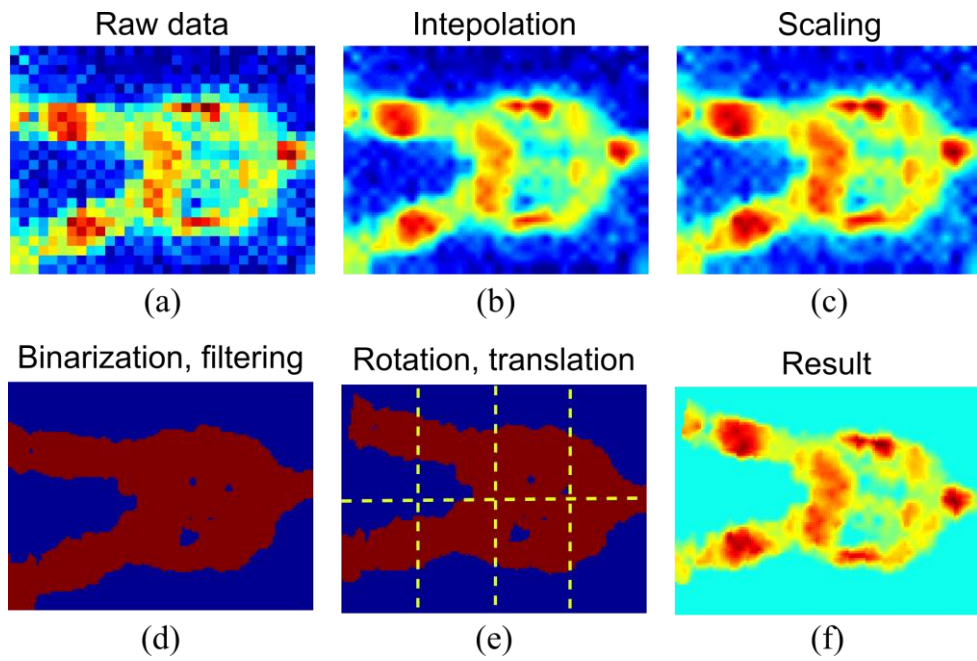 Raw data
Intepolation
Scaling
(a)
(b)
(c)
Binarization, filtering
Rotation, translation
Result
(d)
(e)
(f)